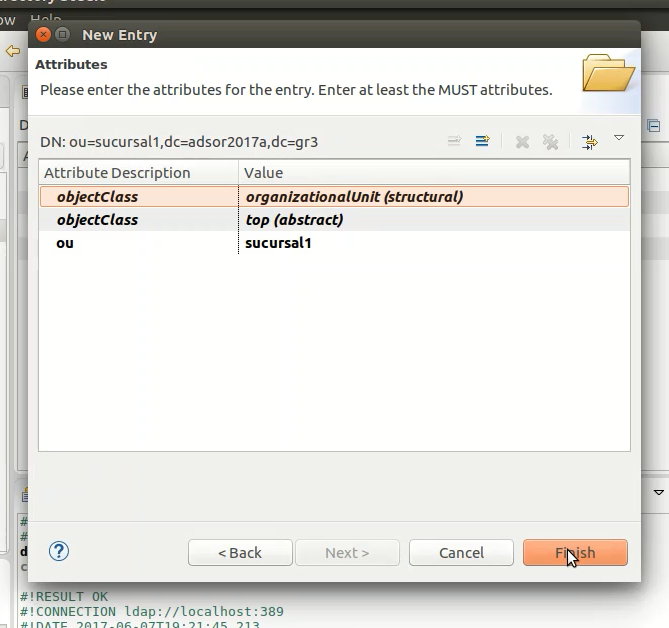 ow Help
New Entry
Attributes
Please enter the attributes for the entry. Enter at least the MUST attributes.
DN: ou=sucursal1,dc=adsor2017a,dc=gr3
Attribute Description Value
objectClass organizationalUnit (structural)
objectClass top (abstract)
ou sucursal1
< Back Next > Cancel Finish
#!RESULT OK
#!CONNECTION ldap://localhost:389
#!DATE 2017-06-07T19:21:45.213